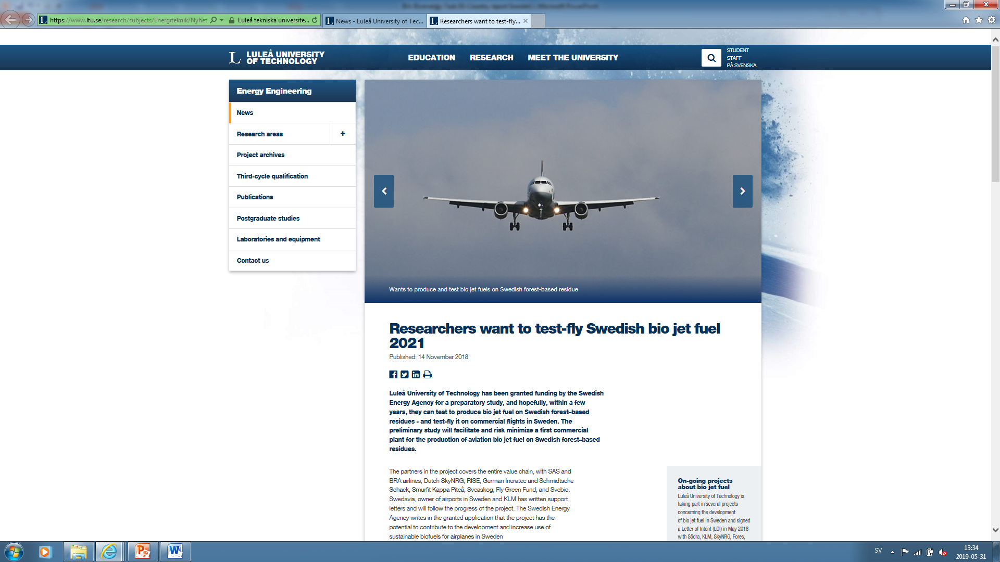 https://www.ltu.se/research/subjects/Energiteknik/Nyhet
Luleå tekniska universite...
News - Luleå University of Tec...
Researchers want to test-fly...
LULEÅ UNIVERSITY
OF TECHNOLOGY
EDUCATION
RESEARCH
MEET THE UNIVERSITY
STUDENT
STAFF
PÅ SVENSKA
Energy Engineering
News
Research areas
Project archives
Third-cycle qualification
Publications
Postgraduate studies
Laboratories and equipment
Contact us
Wants to produce and test bio jet fuels on Swedish forest-based residue
Researchers want to test-fly Swedish bio jet fuel
2021
Published: 14 November 2018
Luleå University of Technology has been granted funding by the Swedish
Energy Agency for a preparatory study, and hopefully, within a few
years, they can test to produce bio jet fuel on Swedish forest–based
residues - and test-fly it on commercial flights in Sweden. The
preliminary study will facilitate and risk minimize a first commercial
plant for the production of aviation bio jet fuel on Swedish forest–based
residues.
The partners in the project covers the entire value chain, with SAS and
BRA airlines, Dutch SkyNRG, RISE, German Ineratec and Schmidtsche
Schack, Smurfit Kappa Piteå, Sveaskog, Fly Green Fund, and Svebio.
Swedavia, owner of airports in Sweden and KLM has written support
letters and will follow the progress of the project. The Swedish Energy
Agency writes in the granted application that the project has the
potential to contribute to the development and increase use of
sustainable biofuels for airplanes in Sweden
On-going projects
about bio jet fuel
Luleå University of Technology is
taking part in several projects
concerning the development
of bio jet fuel in Sweden and signed
a Letter of Intent (LOI) in May 2018
with Södra, KLM, SkyNRG, Fores,
SV
13:34
2019-05-31